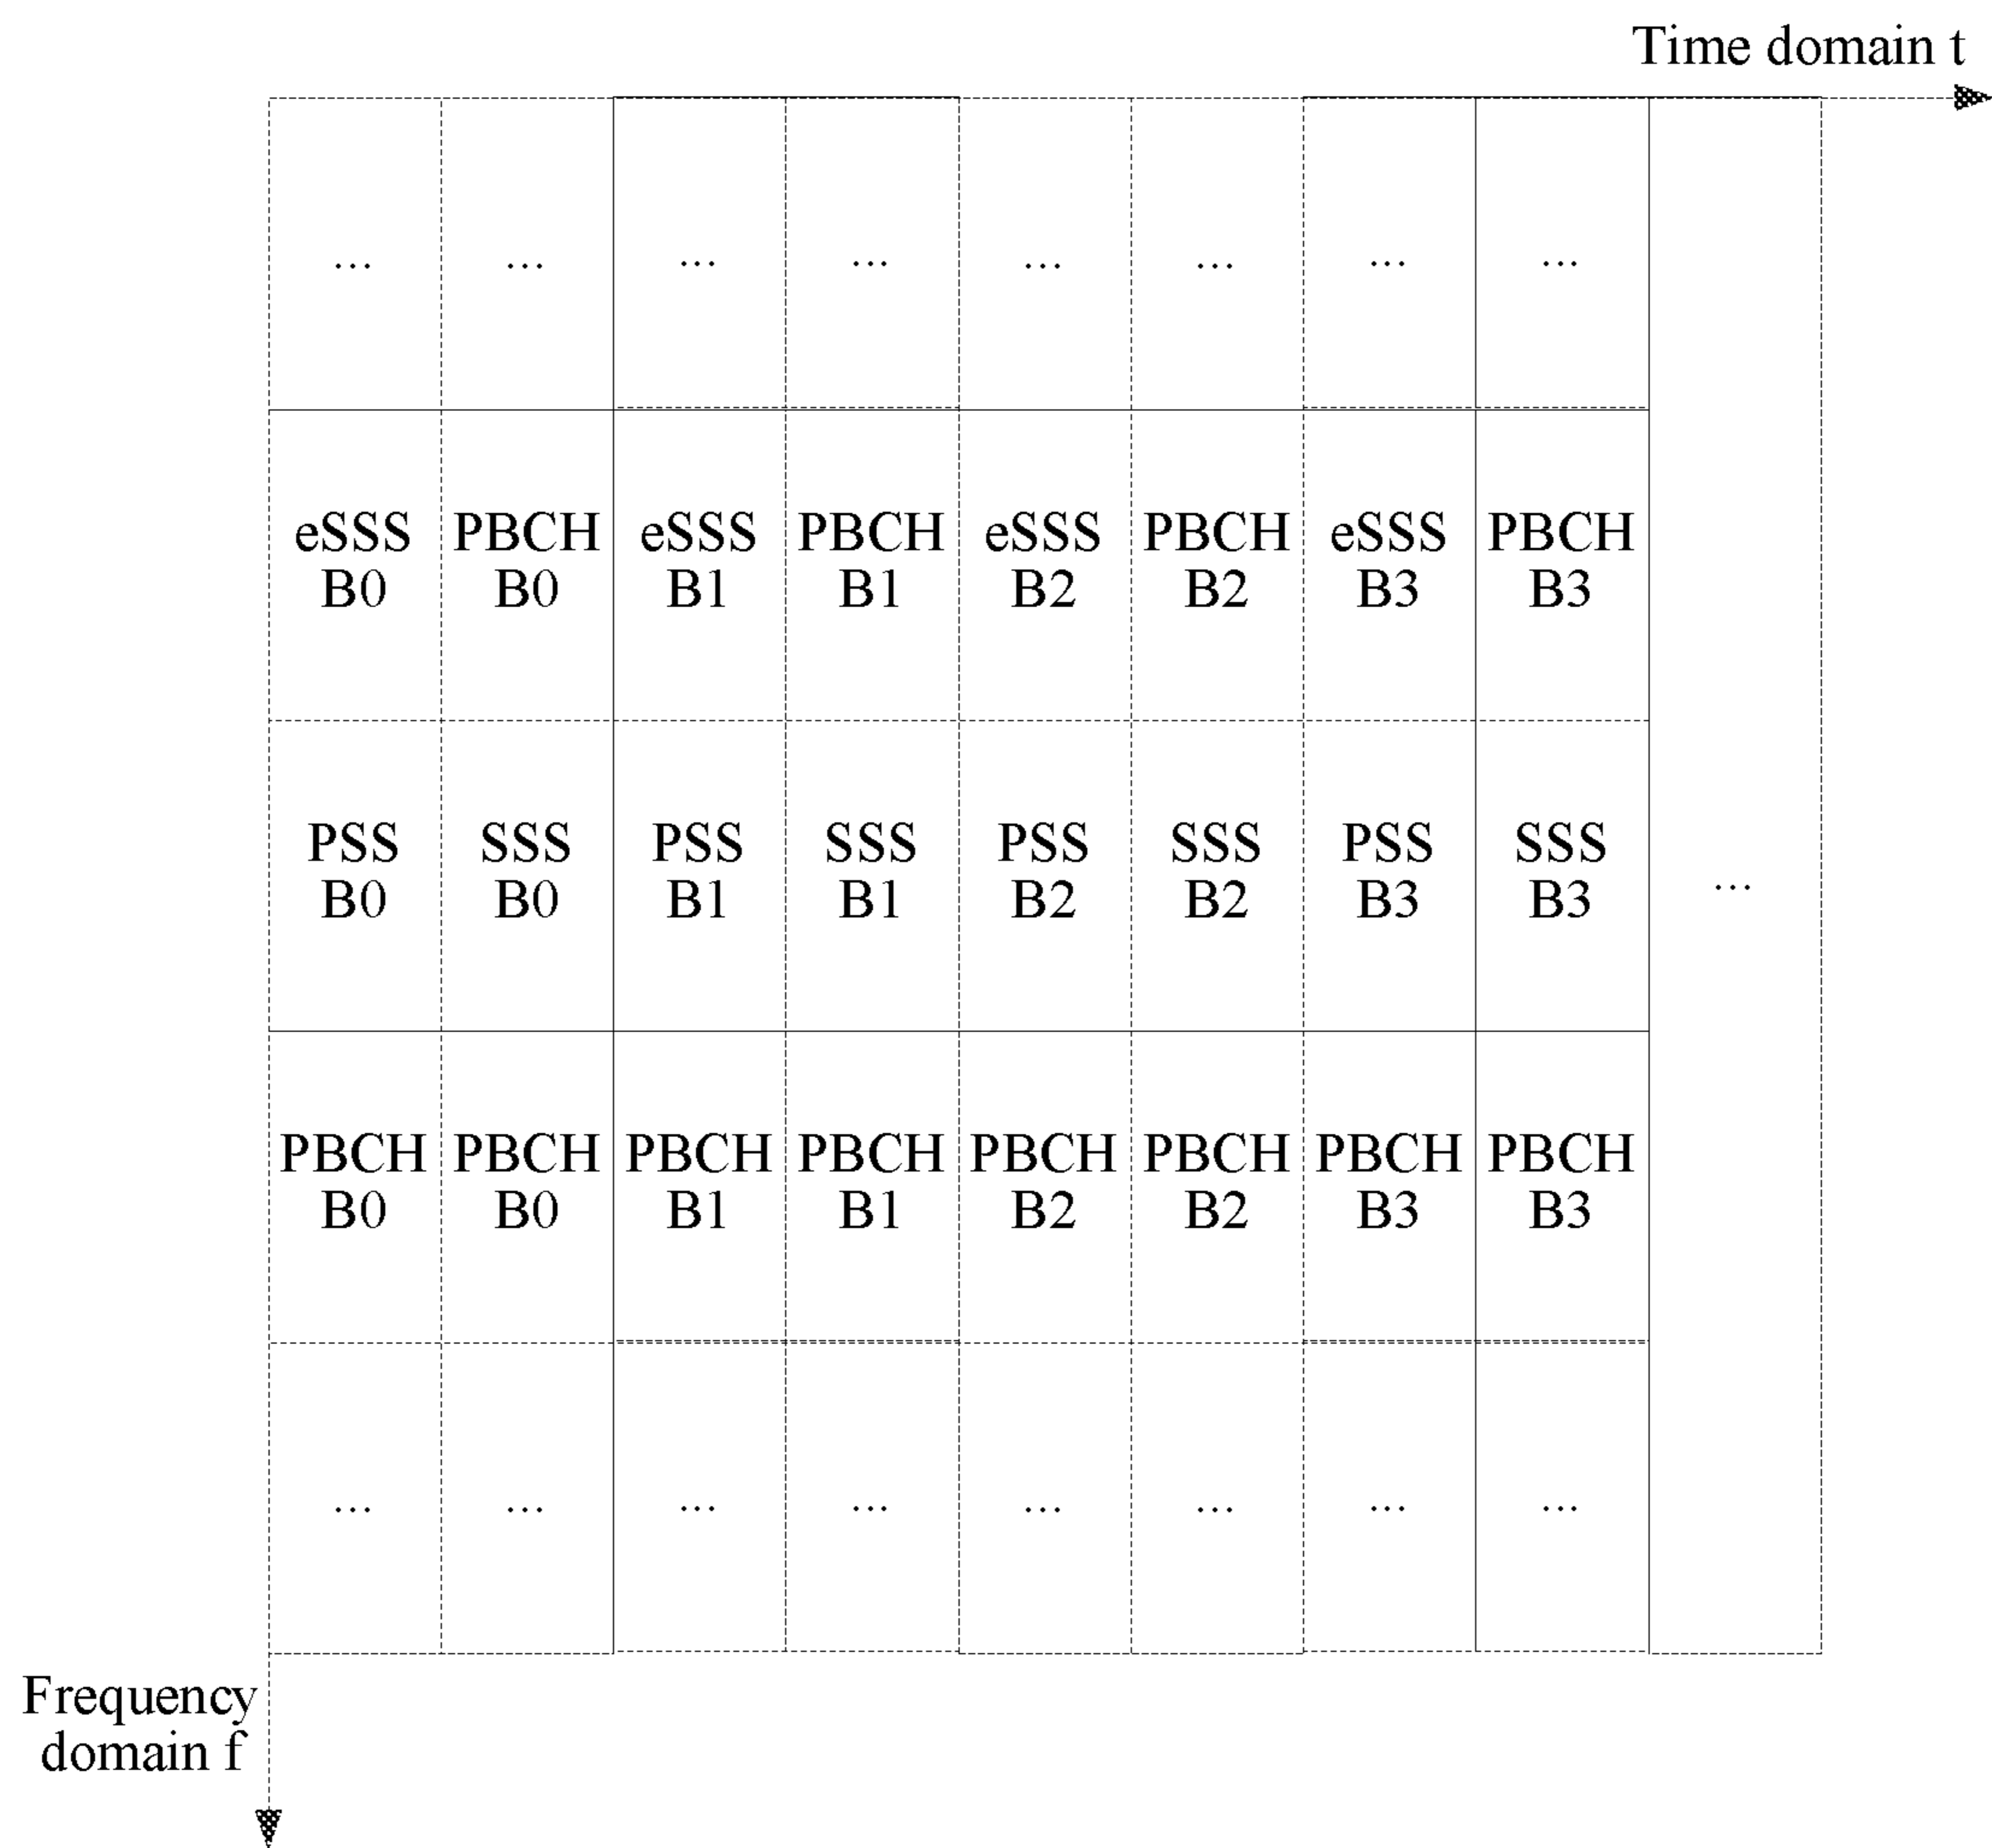 Time domain t
... ... ... ... ... ... ... ...
eSSS PBCH eSSS PBCH eSSS PBCH eSSS PBCH
B0 B0 B1 B1 B2 B2 B3 B3
PSS SSS PSS SSS PSS SSS PSS SSS
B0 B0 B1 B1 B2 B2 B3 B3 ...
PBCH PBCH PBCH PBCH PBCH PBCH PBCH PBCH
B0 B0 B1 B1 B2 B2 B3 B3
... ... ... ... ... ... ... ...
Frequency
domain f